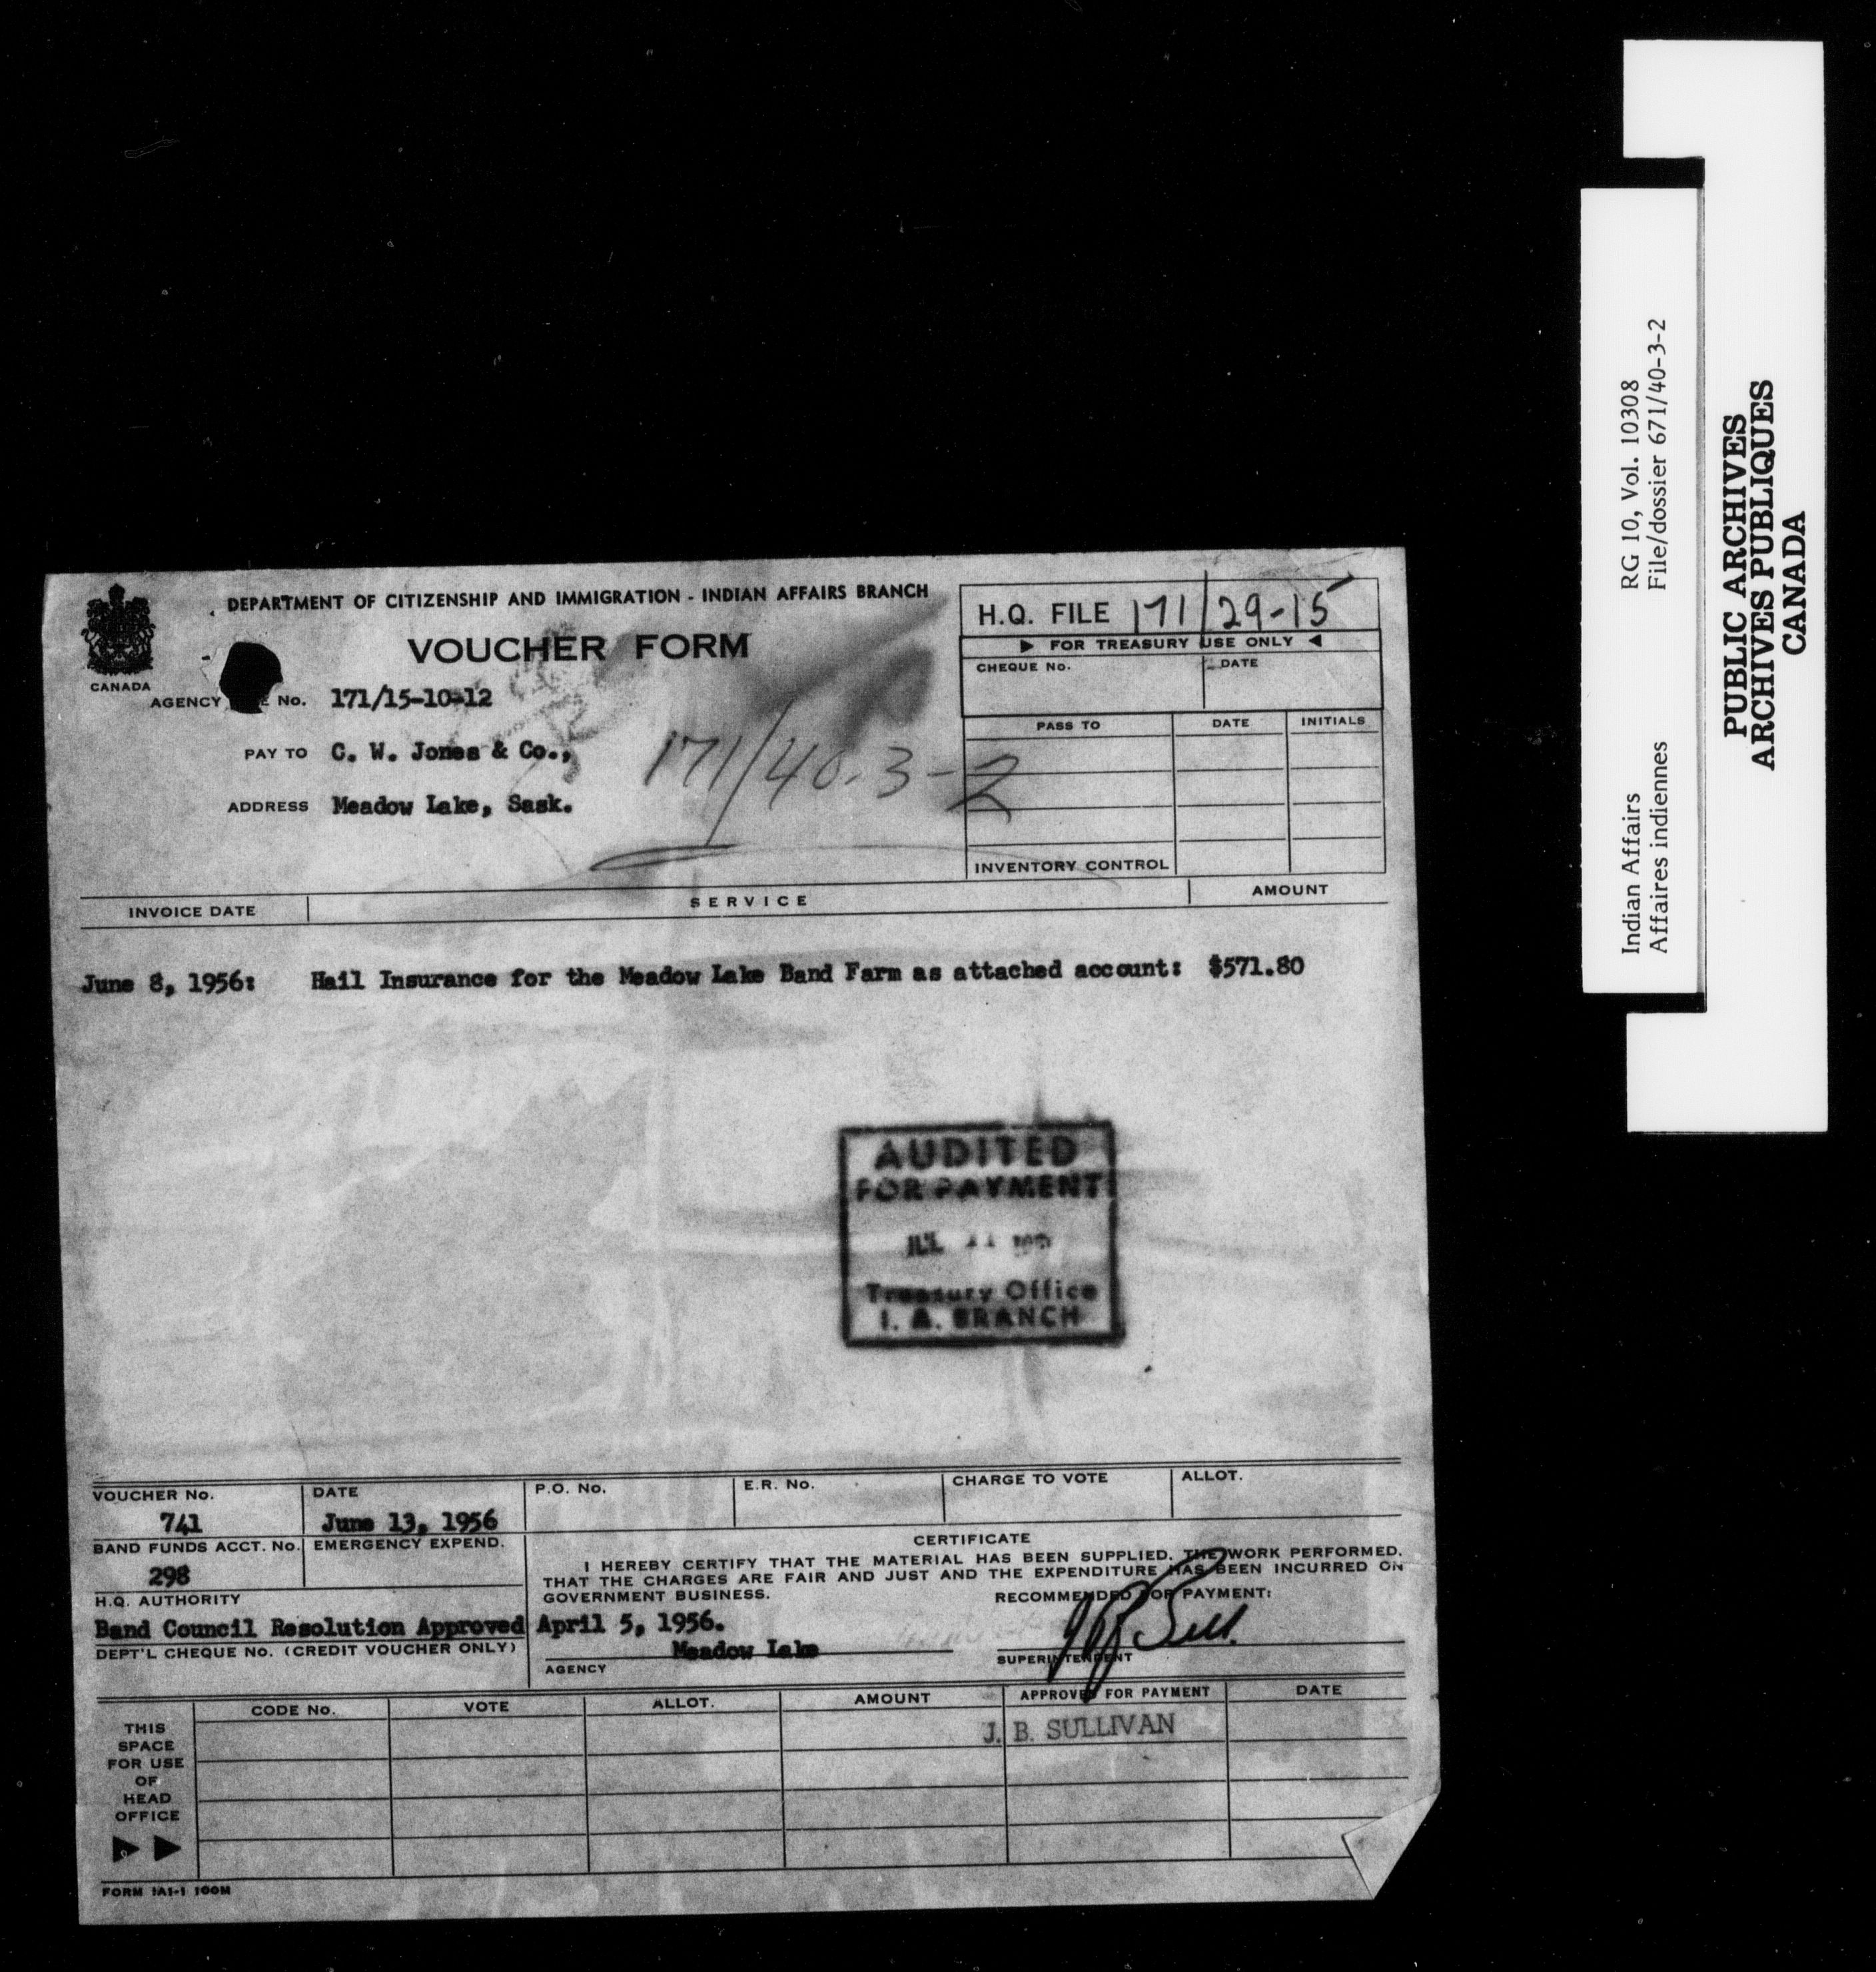 DEPARTMENT OF CITIZENSHIP AND IMMIGRATION - INDIAN AFFAIRS BRANCH
VOUCHER FORM
CANADA
H.Q. FILE 171/29-15
FOR TREASURY USE ONLY
CHEQUE No. DATE
AGENCY No. 171/15-10-12
PASS TO DATE INITIALS
PAY TO C. W. Jones & Co.,
171/40-3-2
ADDRESS Meadow Lake, Sask.
INVENTORY CONTROL
INVOICE DATE SERVICE AMOUNT
June 8, 1956: Hail Insurance for the Meadow Lake Band Farm as attached account: $571.80
AUDITED
FOR PAYMENT
JUL
Treasury Office
I. A. BRANCH
VOUCHER No. DATE P.O. No. E.R. No. CHARGE TO VOTE ALLOT.
741 June 13, 1956
BAND FUNDS ACCT. No. EMERGENCY EXPEND.
298
CERTIFICATE
I HEREBY CERTIFY THAT THE MATERIAL HAS BEEN SUPPLIED. THE WORK PERFORMED.
THAT THE CHARGES ARE FAIR AND JUST AND THE EXPENDITURE HAS BEEN INCURRED ON
GOVERNMENT BUSINESS.
RECOMMENDED FOR PAYMENT:
H.Q. AUTHORITY
Band Council Resolution Approved April 5, 1956.
DEPT'L CHEQUE No. (CREDIT VOUCHER ONLY)
Meadow Lake
AGENCY
SUPERINTENDENT
CODE No. VOTE ALLOT. AMOUNT APPROVED FOR PAYMENT DATE
J. B. SULLIVAN
THIS
SPACE
FOR USE
OF
HEAD
OFFICE
FORM IA1-1 100M
Indian Affairs RG 10, Vol. 10308
Affaires indiennes File/dossier 671/40-3-2
PUBLIC ARCHIVES
ARCHIVES PUBLIQUES
CANADA